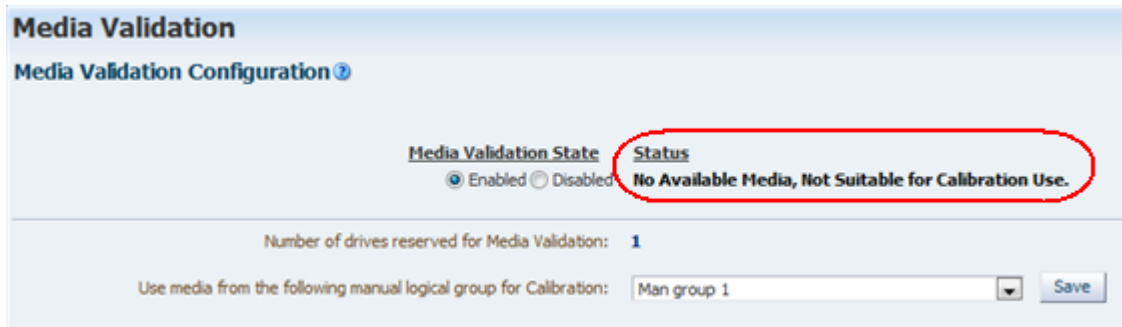 Media Validation
Media Validation Configuration
Media Validation State Status
Enabled Disabled No Available Media, Not Suitable for Calibration Use.
Number of drives reserved for Media Validation: 1
Use media from the following manual logical group for Calibration: Man group 1 Save